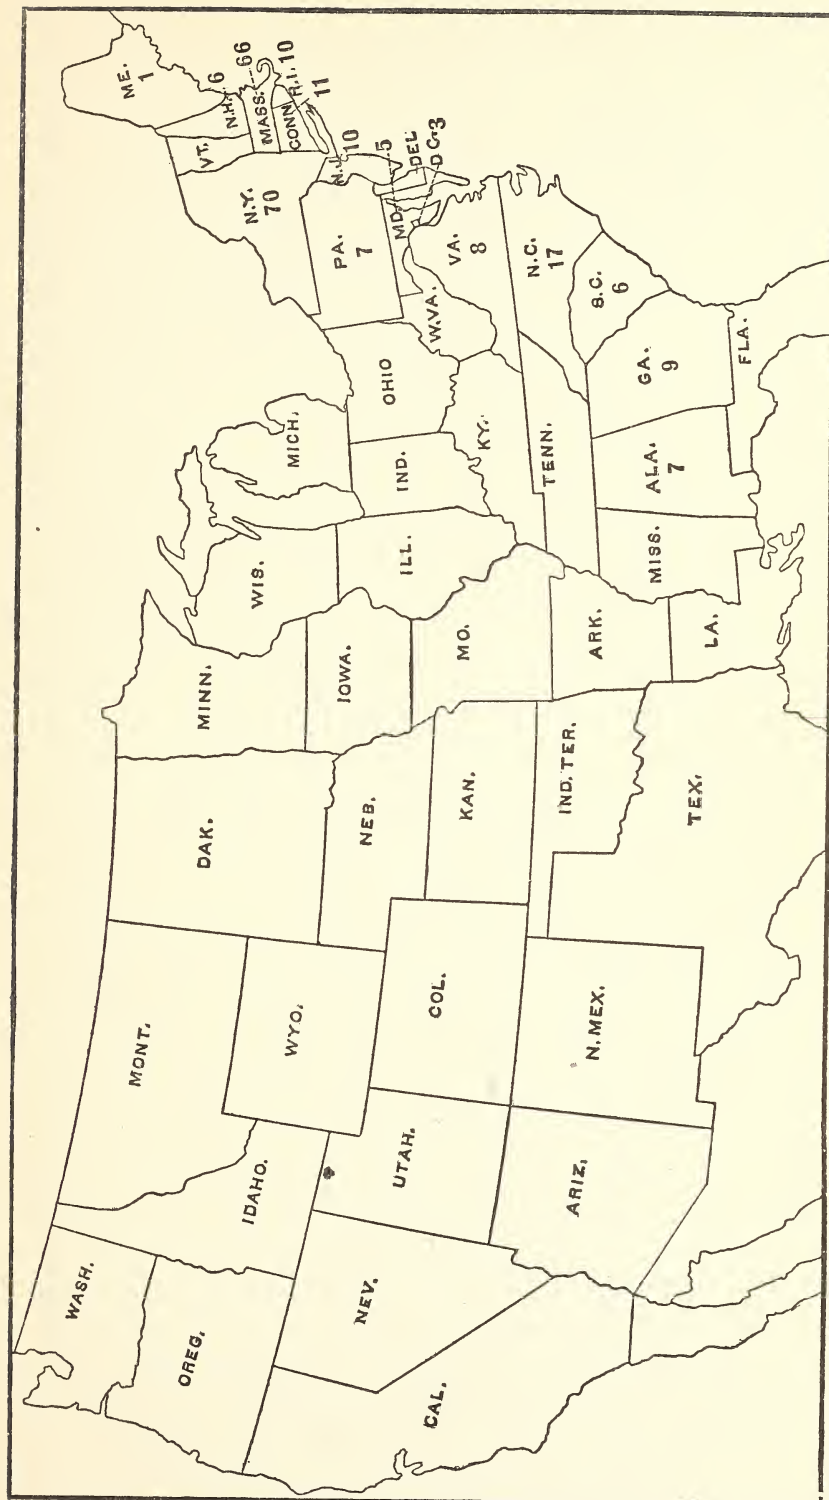 WASH.
OREG.
CAL.
NEV.
IDAHO.
MONT.
WYO.
UTAH.
ARIZ.
COL.
N. MEX.
DAK.
NEB.
KAN.
IND. TER.
TEX.
MINN.
IOWA.
MO.
ARK.
LA.
WIS.
ILL.
MISS.
MICH.
IND.
OHIO
KY.
TENN.
ALA.
7
GA.
9
FLA.
S.C.
6
N.C.
17
VA.
8
W.VA.
PA.
7
N.Y.
70
VT.
N.H. 6
ME.
1
MASS. 66
R.I. 10
CONN 11
N.J. 10
MD. 5
DEL
D C 3